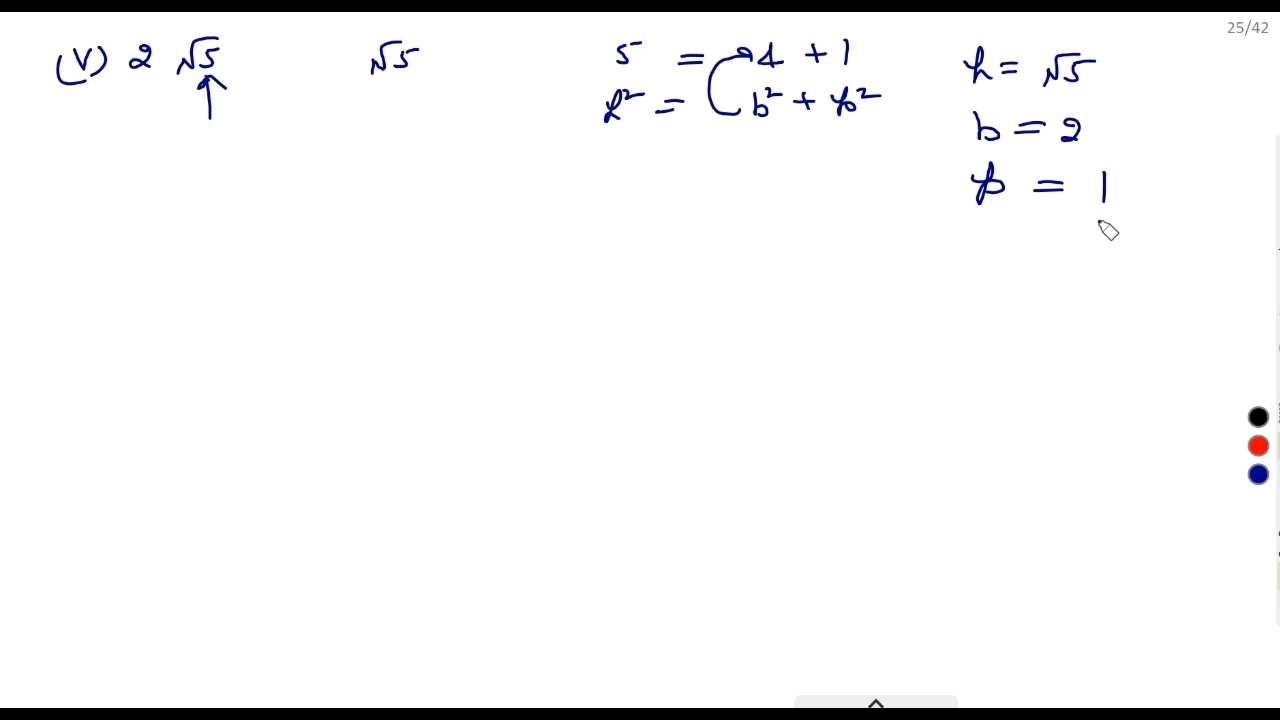 25/42
(V) 2 √5 √5 5 = 4 + 1 h = √5
h² = b² + p² b = 2
p = 1